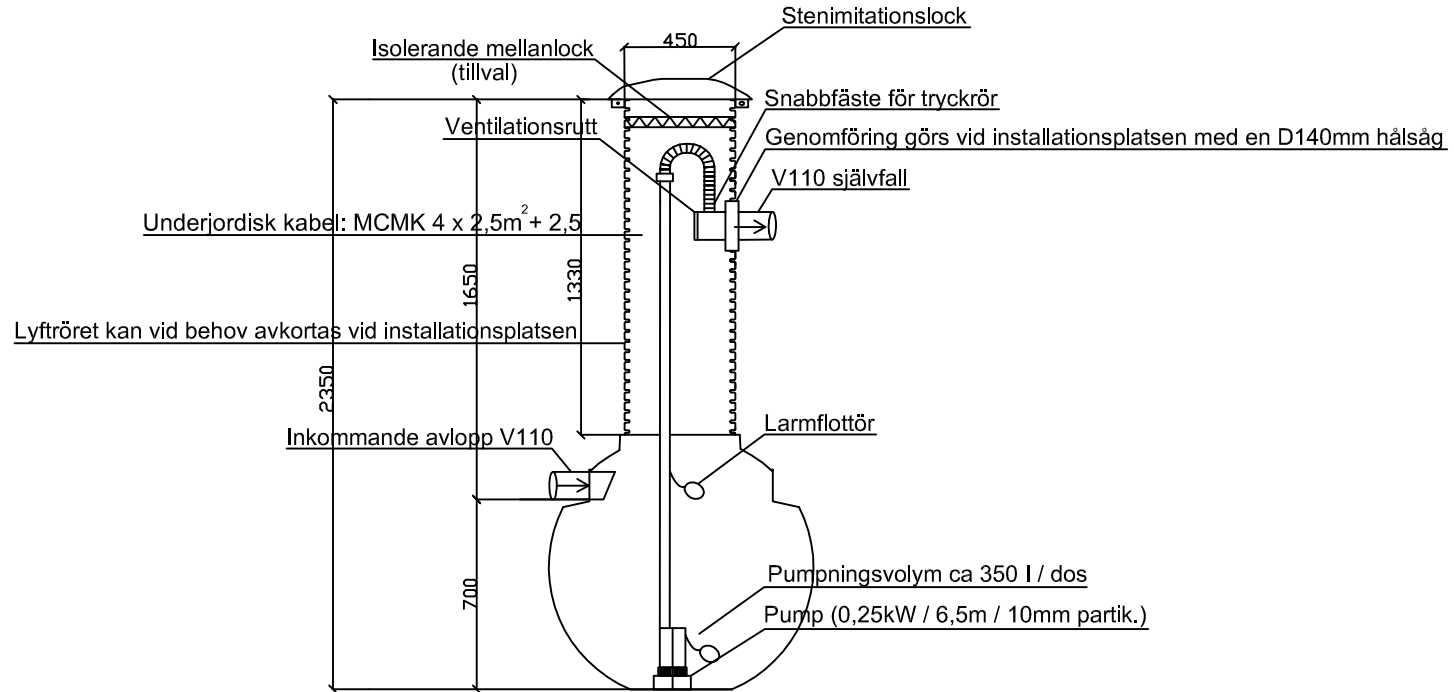 Stenimitationslock
450
Isolerande mellanlock
(tillval)
Snabbfäste för tryckrör
Ventilationsrutt
Genomföring görs vid installationsplatsen med en D140mm hålsåg
V110 självfall
Underjordisk kabel: MCMK 4 x 2,5m² + 2,5
1650
1330
Lyftröret kan vid behov avkortas vid installationsplatsen
2350
Larmflottör
Inkommande avlopp V110
Pumpningsvolym ca 350 l / dos
700
Pump (0,25kW / 6,5m / 10mm partik.)